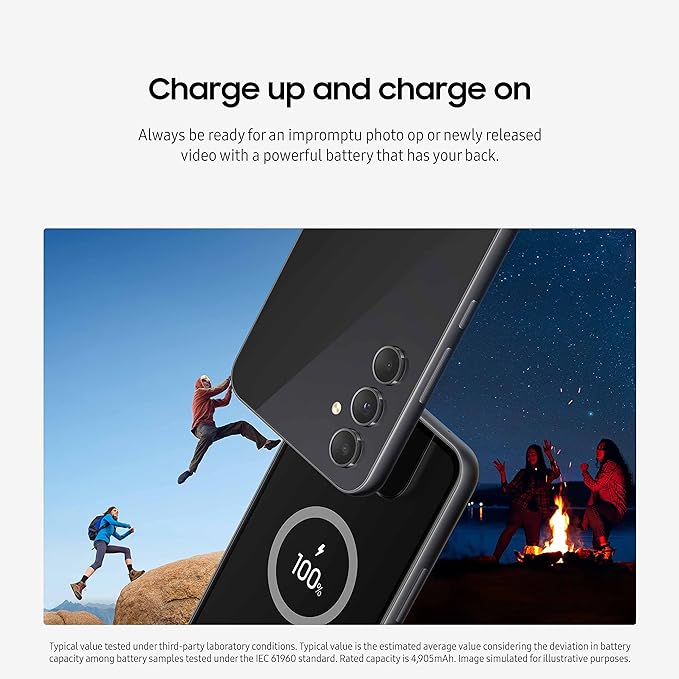 Charge up and charge on
Always be ready for an impromptu photo op or newly released
video with a powerful battery that has your back.
100%
Typical value tested under third-party laboratory conditions. Typical value is the estimated average value considering the deviation in battery
capacity among battery samples tested under the IEC 61960 standard. Rated capacity is 4,905mAh. Image simulated for illustrative purposes.